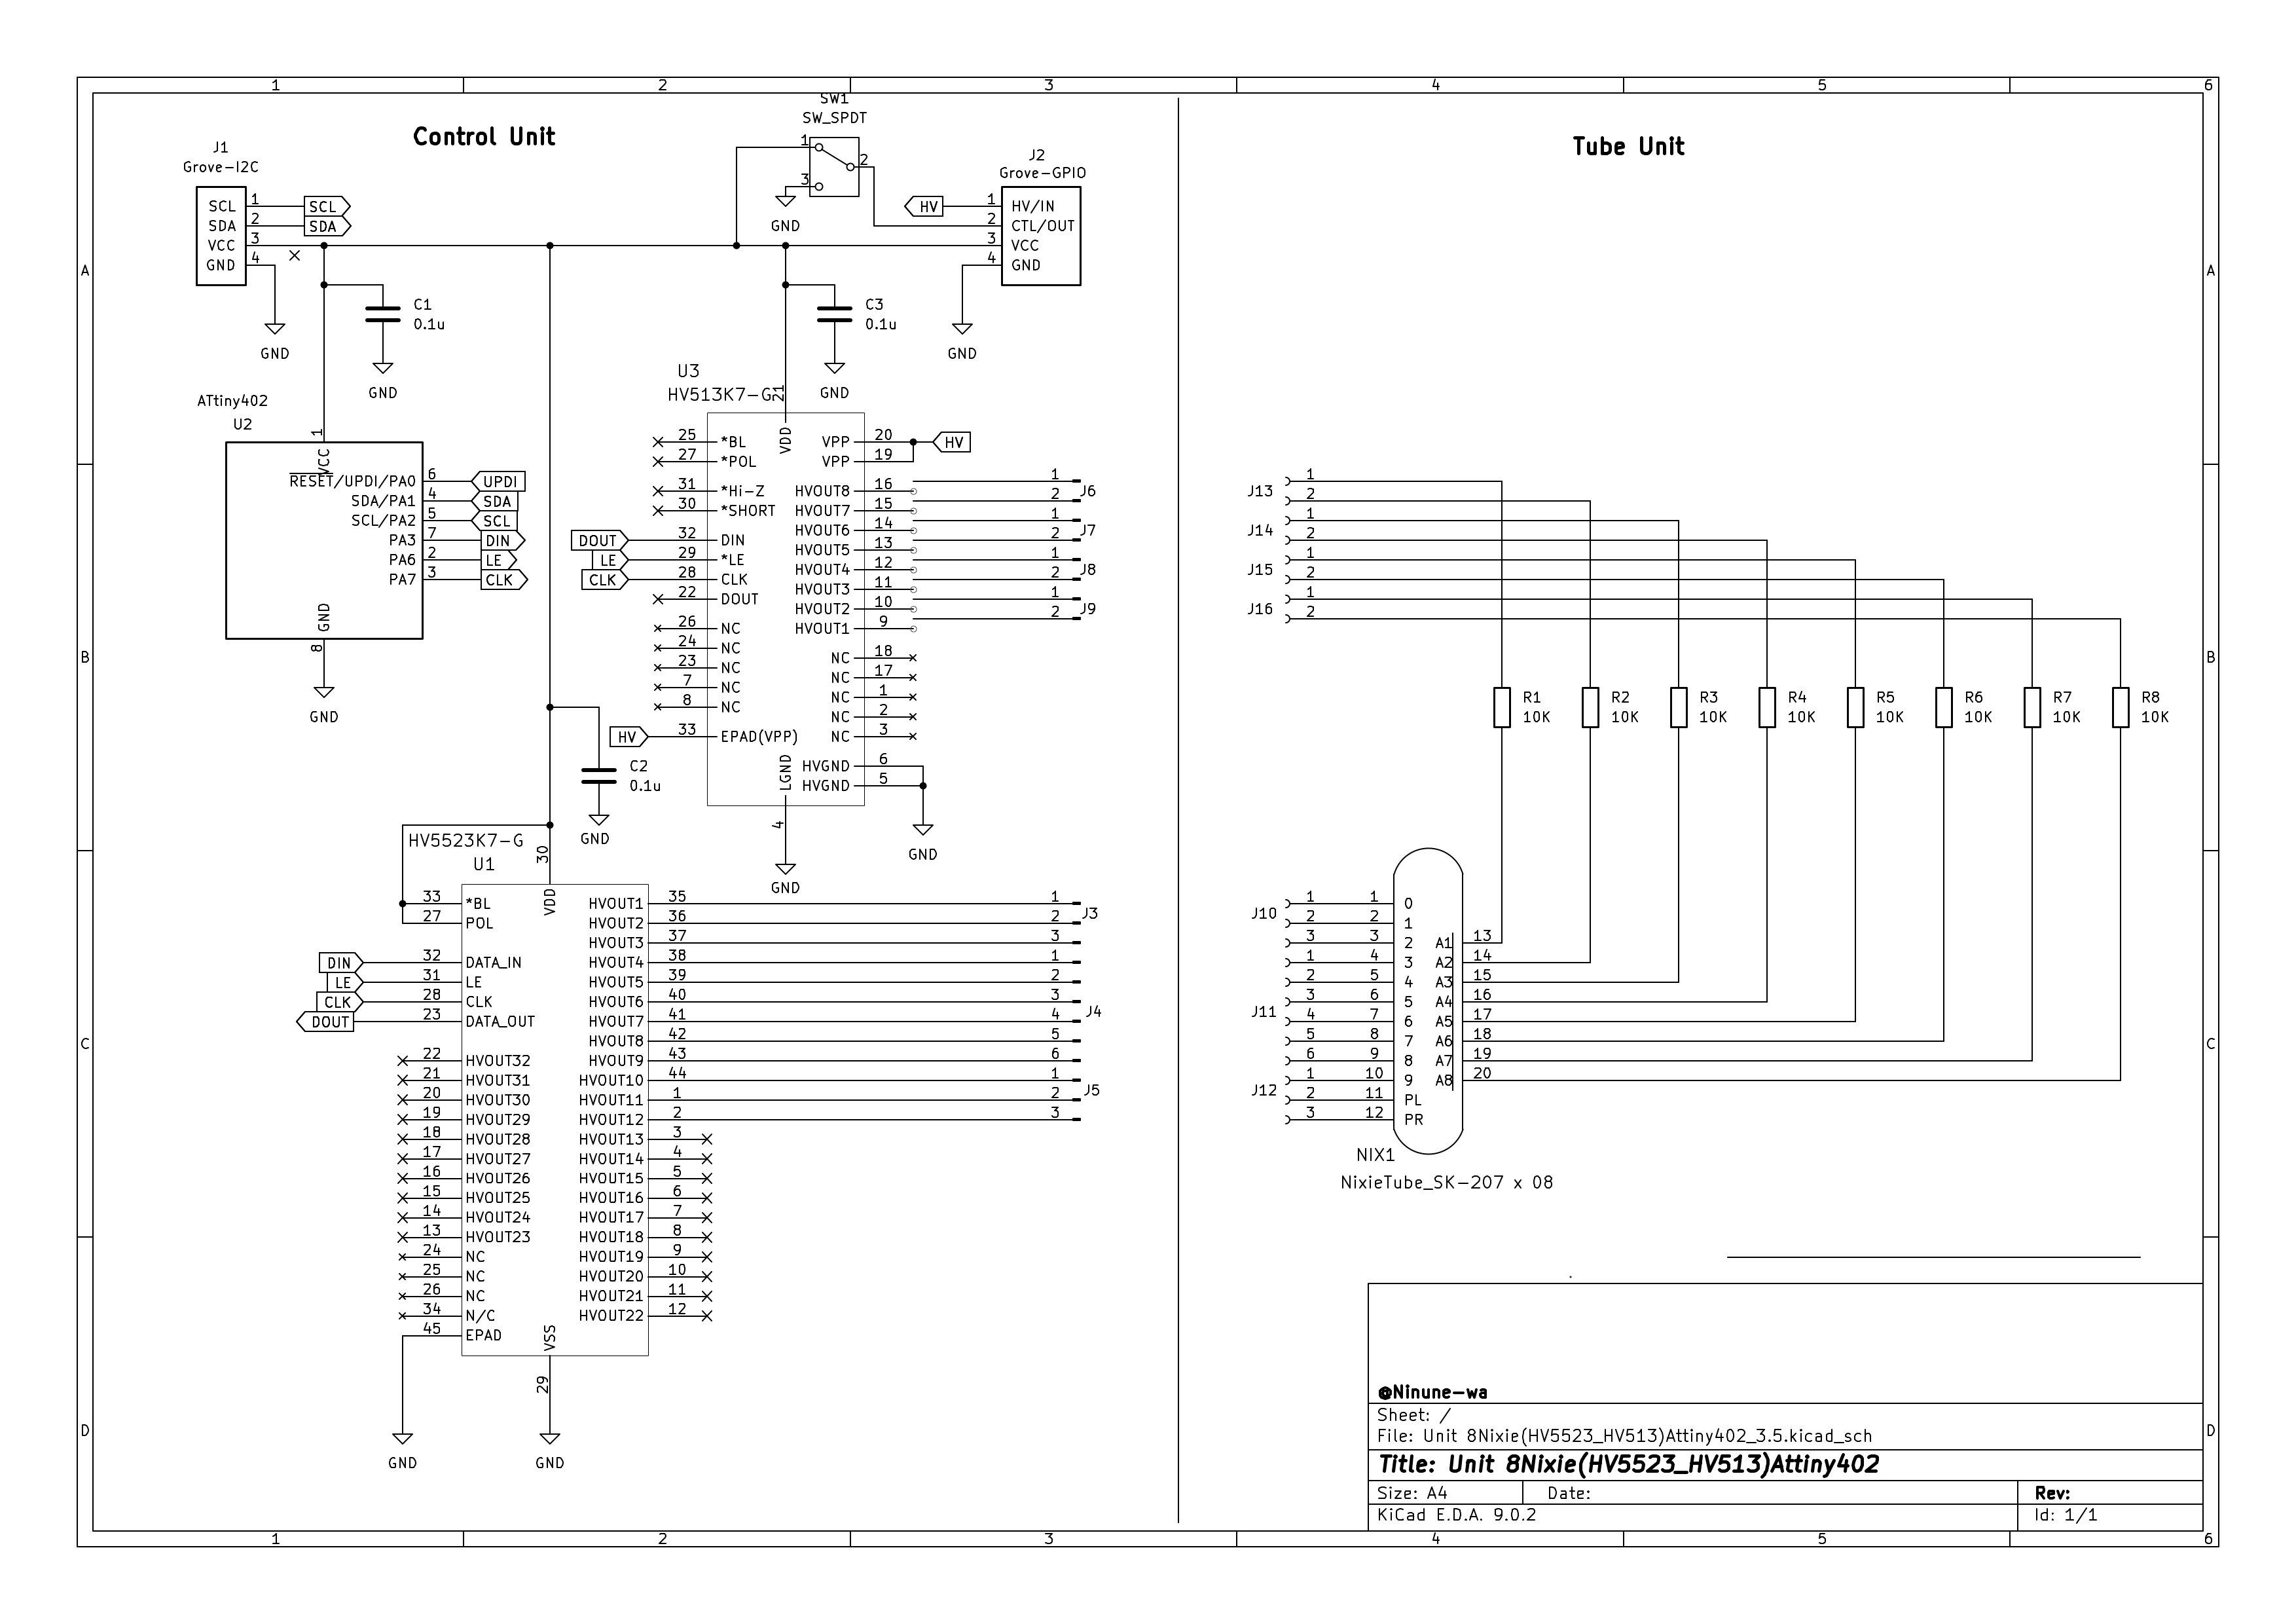 1 2 3 4 5 6
Control Unit
Tube Unit
SW1
SW_SPDT
1
2
3
GND
J1
Grove-I2C
SCL 1 SCL
SDA 2 SDA
VCC 3
GND 4
GND
J2
Grove-GPIO
HV 1 HV/IN
2 CTL/OUT
3 VCC
4 GND
GND
A
A
C1
0.1u
GND
C3
0.1u
GND
ATtiny402
U2
1
VCC
RESET/UPDI/PA0 6 UPDI
SDA/PA1 4 SDA
SCL/PA2 5 SCL
PA3 7 DIN
PA6 2 LE
PA7 3 CLK
GND
8
GND
U3
HV513K7-G
21
VDD
25 *BL
27 *POL
31 *Hi-Z
30 *SHORT
DOUT 32 DIN
LE 29 *LE
CLK 28 CLK
22 DOUT
26 NC
24 NC
23 NC
7 NC
8 NC
HV 33 EPAD(VPP)
VPP 20 HV
VPP 19
HVOUT8 16
HVOUT7 15
HVOUT6 14
HVOUT5 13
HVOUT4 12
HVOUT3 11
HVOUT2 10
HVOUT1 9
NC 18
NC 17
NC 1
NC 2
NC 3
HVGND 6
HVGND 5
LGND
4
GND
GND
1
2 J6
1
2 J7
1
2 J8
1
2 J9
C2
0.1u
GND
B
B
HV5523K7-G
U1
30
VDD
33 *BL
27 POL
DIN 32 DATA_IN
LE 31 LE
CLK 28 CLK
DOUT 23 DATA_OUT
22 HVOUT32
21 HVOUT31
20 HVOUT30
19 HVOUT29
18 HVOUT28
17 HVOUT27
16 HVOUT26
15 HVOUT25
14 HVOUT24
13 HVOUT23
24 NC
25 NC
26 NC
34 N/C
45 EPAD
VSS
29
GND
GND
HVOUT1 35 1
HVOUT2 36 2 J3
HVOUT3 37 3
HVOUT4 38 1
HVOUT5 39 2
HVOUT6 40 3
HVOUT7 41 4 J4
HVOUT8 42 5
HVOUT9 43 6
HVOUT10 44 1
HVOUT11 1 2 J5
HVOUT12 2 3
HVOUT13 3
HVOUT14 4
HVOUT15 5
HVOUT16 6
HVOUT17 7
HVOUT18 8
HVOUT19 9
HVOUT20 10
HVOUT21 11
HVOUT22 12
J13 1
2
J14 1
2
J15 1
2
J16 1
2
R1
10K
R2
10K
R3
10K
R4
10K
R5
10K
R6
10K
R7
10K
R8
10K
J10
1 1 0
2 2 1
3 3 2 A1 13
1 4 3 A2 14
2 5 4 A3 15
3 6 5 A4 16
J11
4 7 6 A5 17
5 8 7 A6 18
6 9 8 A7 19
1 10 9 A8 20
J12
2 11 PL
3 12 PR
NIX1
NixieTube_SK-207 x 08
C
C
D
D
@Ninune-wa
Sheet: /
File: Unit 8Nixie(HV5523_HV513)Attiny402_3.5.kicad_sch
Title: Unit 8Nixie(HV5523_HV513)Attiny402
Size: A4 Date: Rev:
KiCad E.D.A. 9.0.2 Id: 1/1
1 2 3 4 5 6